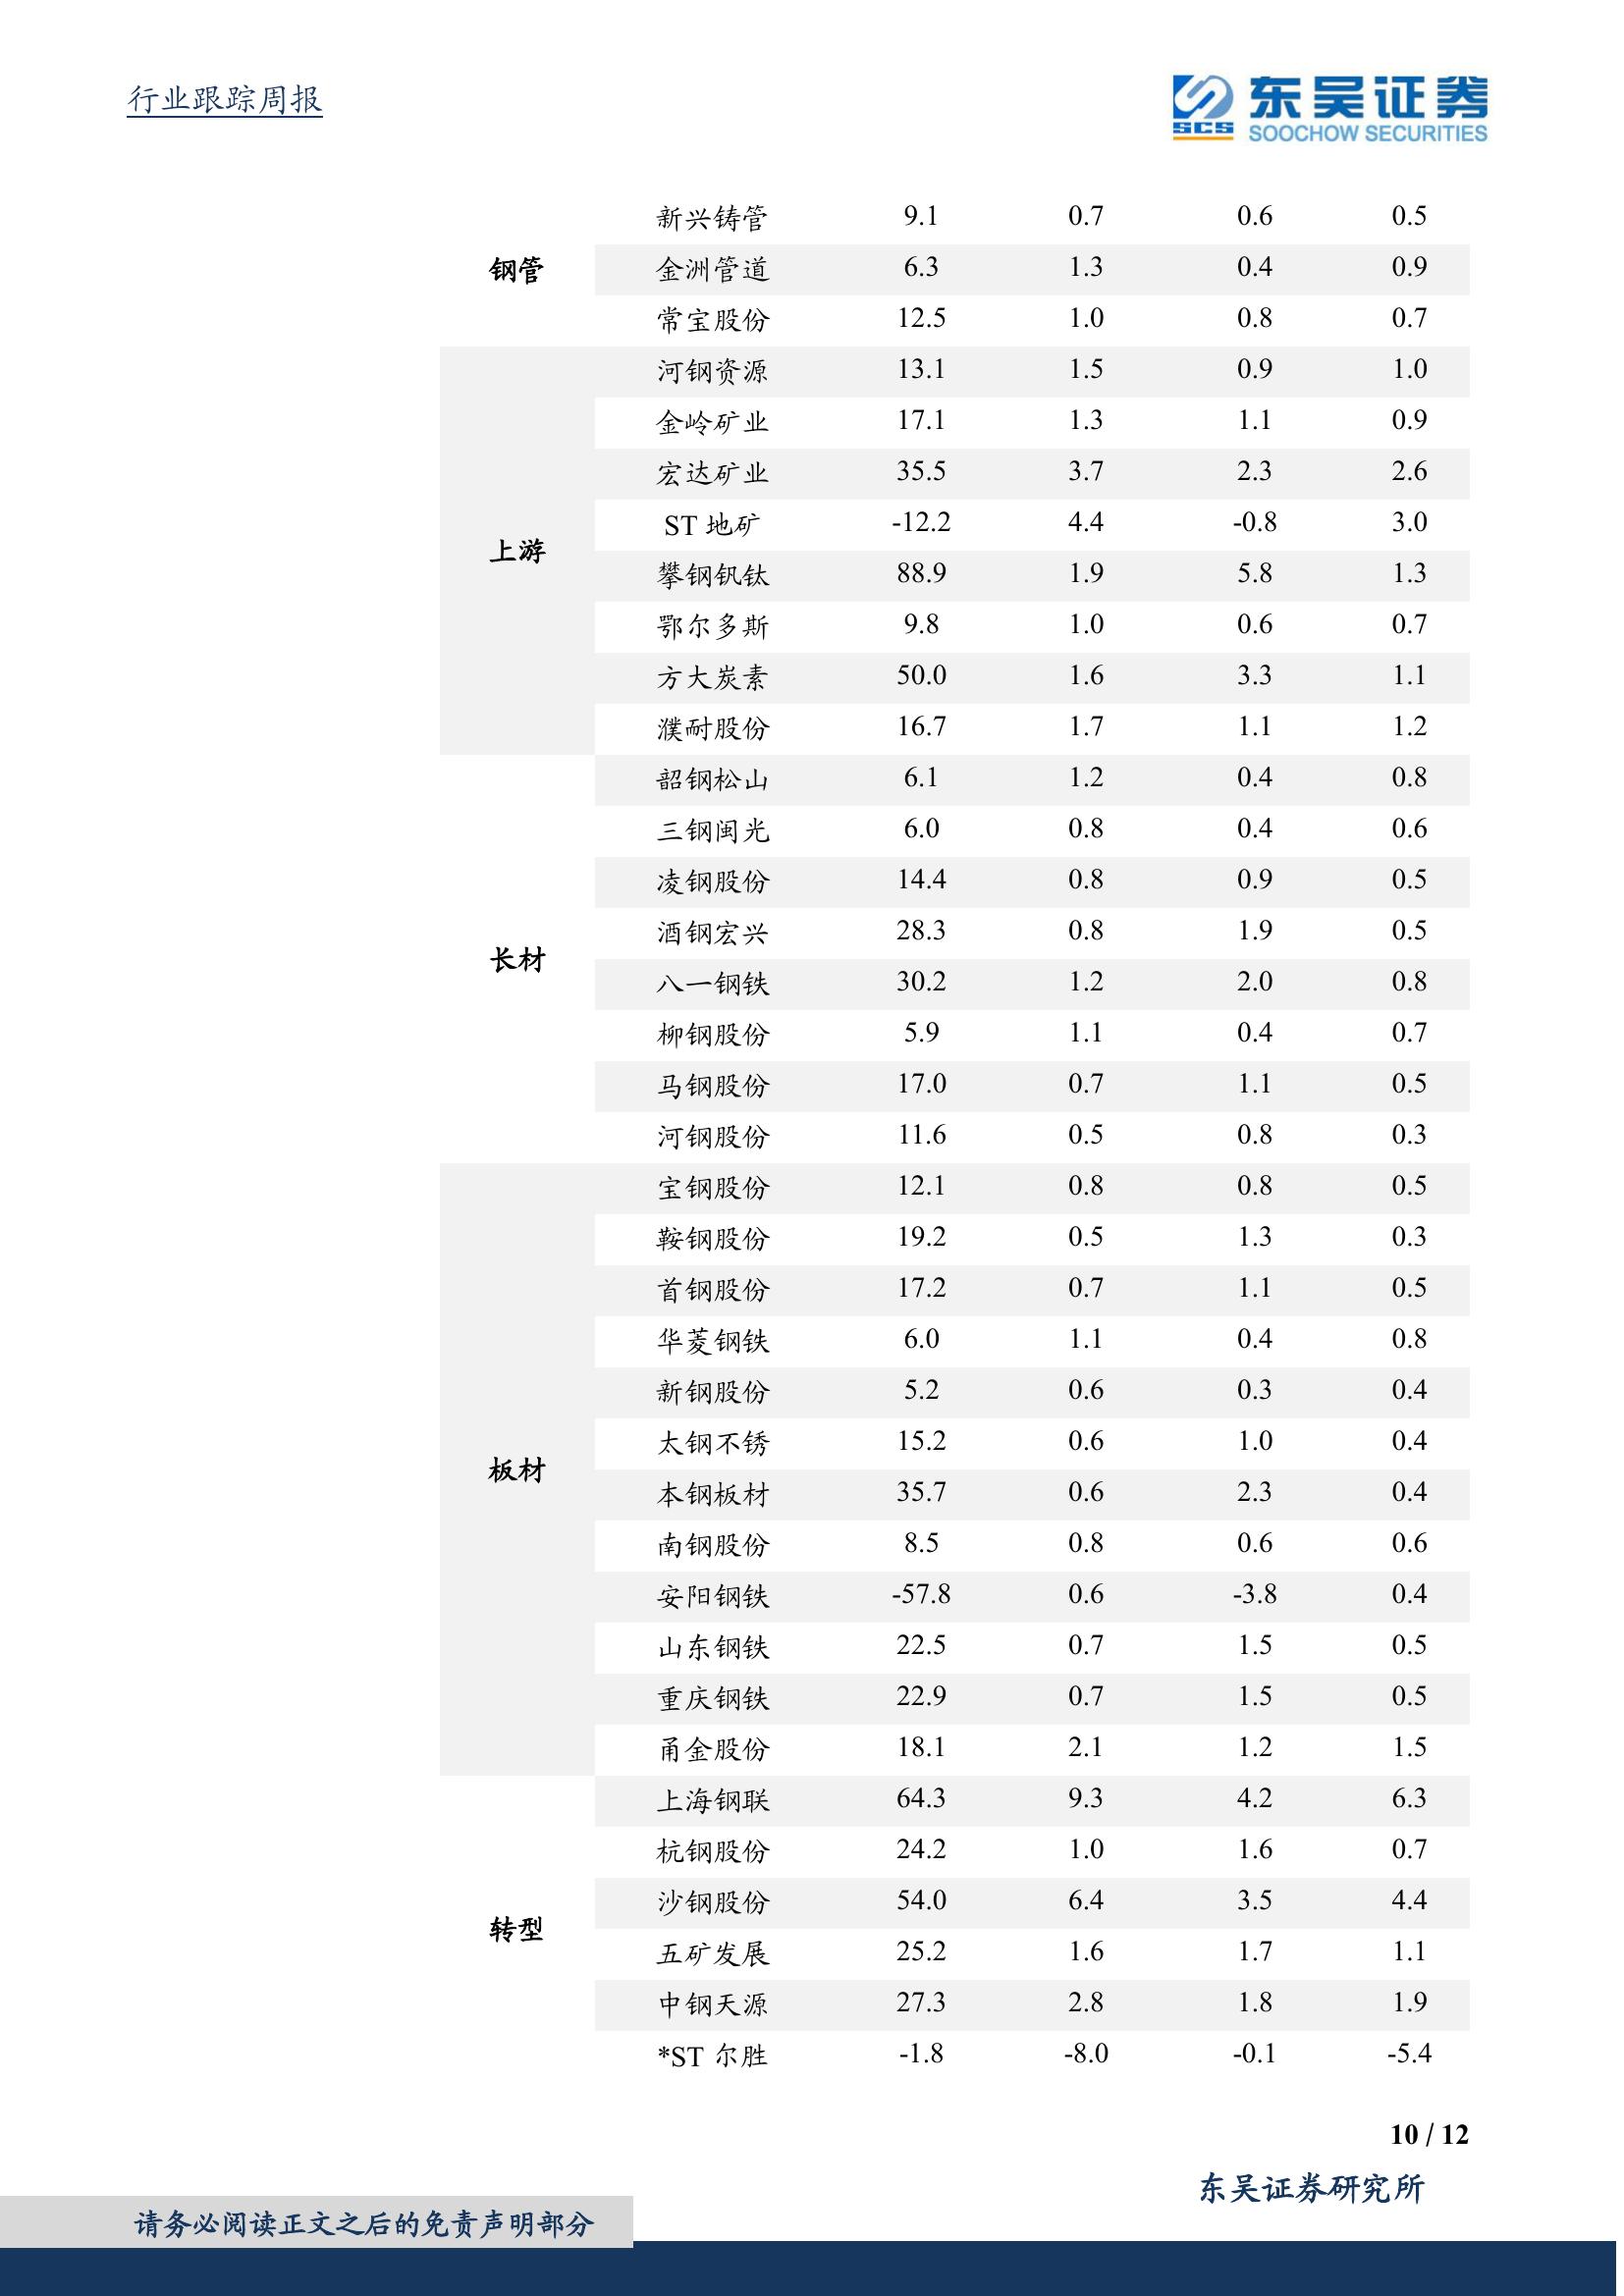 行业跟踪周报
SCS 东吴证券
SOOCHOW SECURITIES
新兴铸管 9.1 0.7 0.6 0.5
钢管 金洲管道 6.3 1.3 0.4 0.9
常宝股份 12.5 1.0 0.8 0.7
河钢资源 13.1 1.5 0.9 1.0
金岭矿业 17.1 1.3 1.1 0.9
宏达矿业 35.5 3.7 2.3 2.6
ST 地矿 -12.2 4.4 -0.8 3.0
上游
攀钢钒钛 88.9 1.9 5.8 1.3
鄂尔多斯 9.8 1.0 0.6 0.7
方大炭素 50.0 1.6 3.3 1.1
濮耐股份 16.7 1.7 1.1 1.2
韶钢松山 6.1 1.2 0.4 0.8
三钢闽光 6.0 0.8 0.4 0.6
凌钢股份 14.4 0.8 0.9 0.5
酒钢宏兴 28.3 0.8 1.9 0.5
长材
八一钢铁 30.2 1.2 2.0 0.8
柳钢股份 5.9 1.1 0.4 0.7
马钢股份 17.0 0.7 1.1 0.5
河钢股份 11.6 0.5 0.8 0.3
宝钢股份 12.1 0.8 0.8 0.5
鞍钢股份 19.2 0.5 1.3 0.3
首钢股份 17.2 0.7 1.1 0.5
华菱钢铁 6.0 1.1 0.4 0.8
新钢股份 5.2 0.6 0.3 0.4
太钢不锈 15.2 0.6 1.0 0.4
板材
本钢板材 35.7 0.6 2.3 0.4
南钢股份 8.5 0.8 0.6 0.6
安阳钢铁 -57.8 0.6 -3.8 0.4
山东钢铁 22.5 0.7 1.5 0.5
重庆钢铁 22.9 0.7 1.5 0.5
甬金股份 18.1 2.1 1.2 1.5
上海钢联 64.3 9.3 4.2 6.3
杭钢股份 24.2 1.0 1.6 0.7
沙钢股份 54.0 6.4 3.5 4.4
转型
五矿发展 25.2 1.6 1.7 1.1
中钢天源 27.3 2.8 1.8 1.9
*ST 尔胜 -1.8 -8.0 -0.1 -5.4
10 / 12
东吴证券研究所
请务必阅读正文之后的免责声明部分